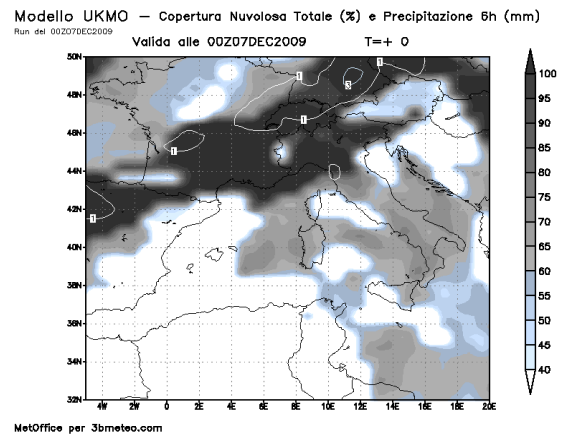 Modello UKMO – Copertura Nuvolosa Totale (%) e Precipitazione 6h (mm)
Run del 00Z07DEC2009
Valida alle 00Z07DEC2009 T=+ 0
50N
48N
46N
44N
42N
40N
38N
36N
34N
32N
4W 2W 0 2E 4E 6E 8E 10E 12E 14E 16E 18E 20E
1
1
3
1
1
1
1
100
95
90
85
80
75
70
65
60
55
50
45
40
MetOffice per 3bmeteo.com